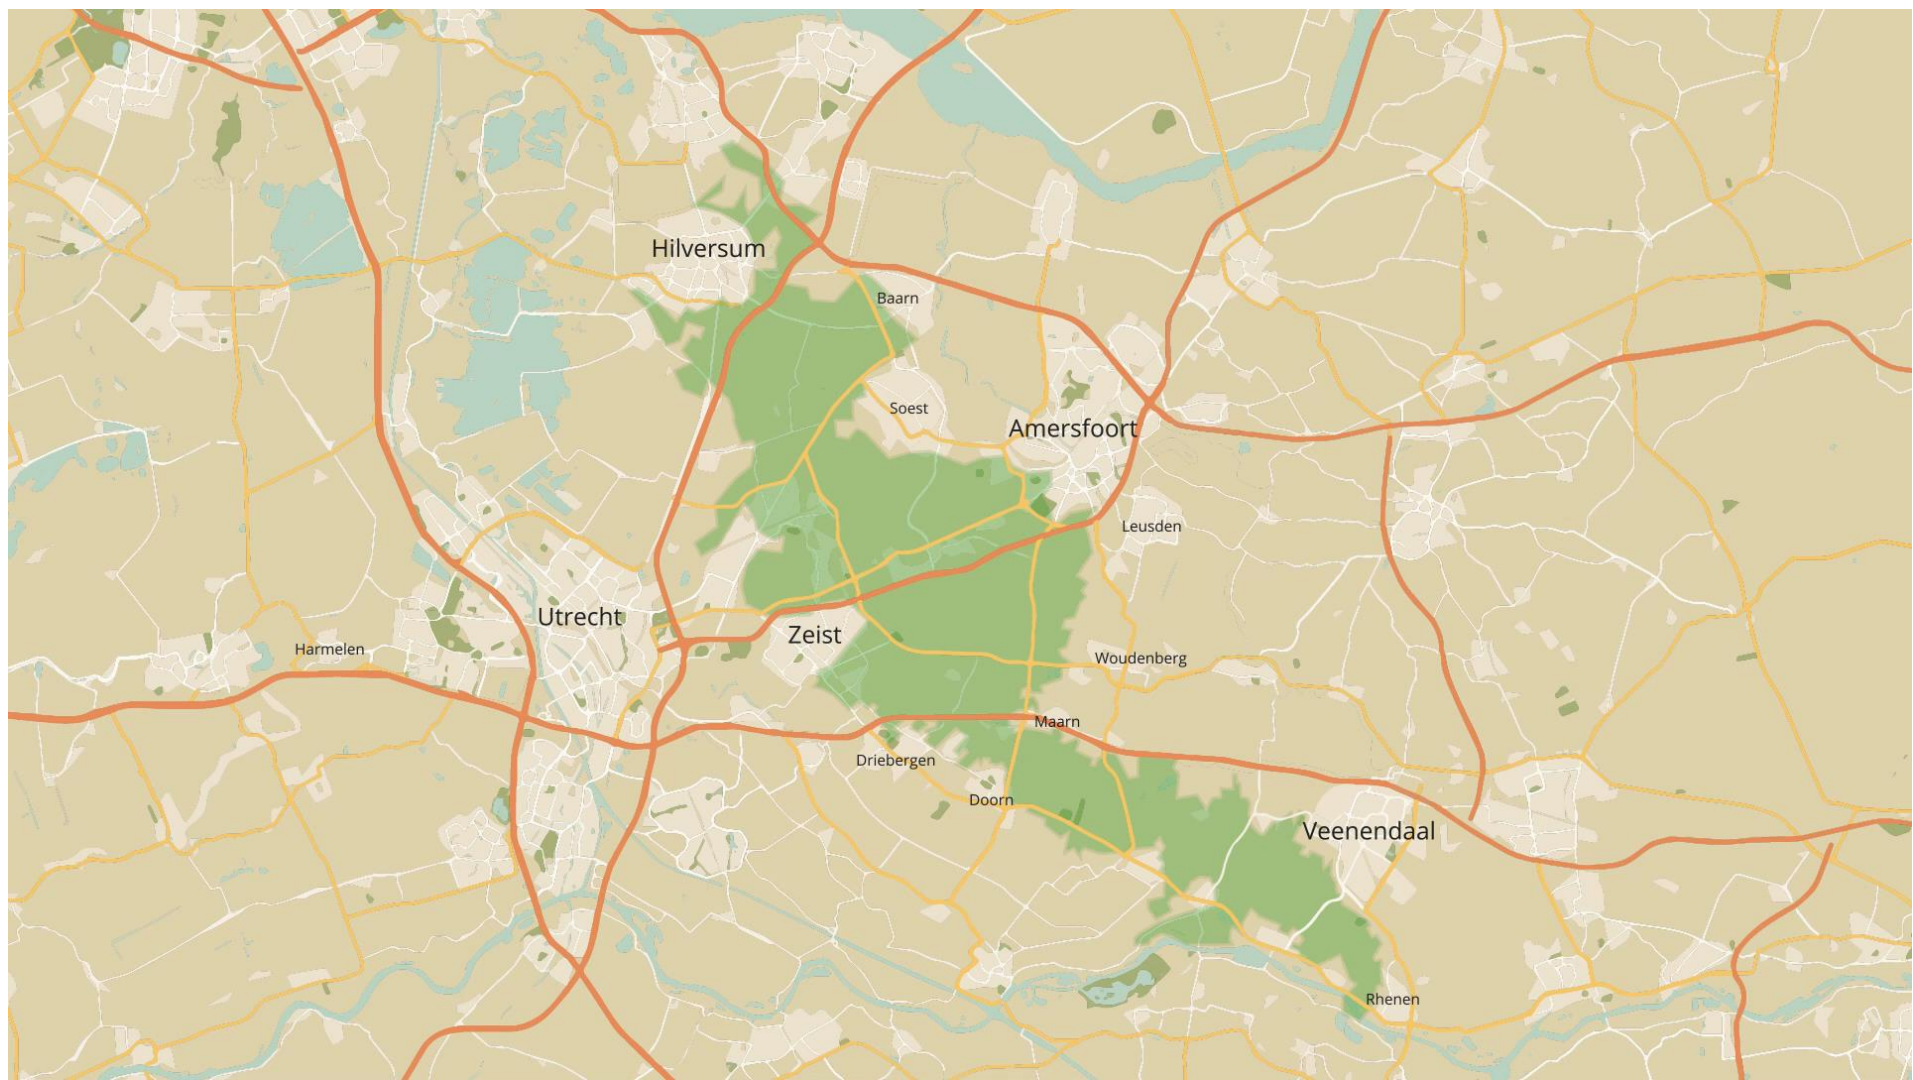 Hilversum
Baarn
Soest
Amersfoort
Leusden
Utrecht
Zeist
Harmelen
Woudenberg
Maarn
Driebergen
Doorn
Veenendaal
Rhenen